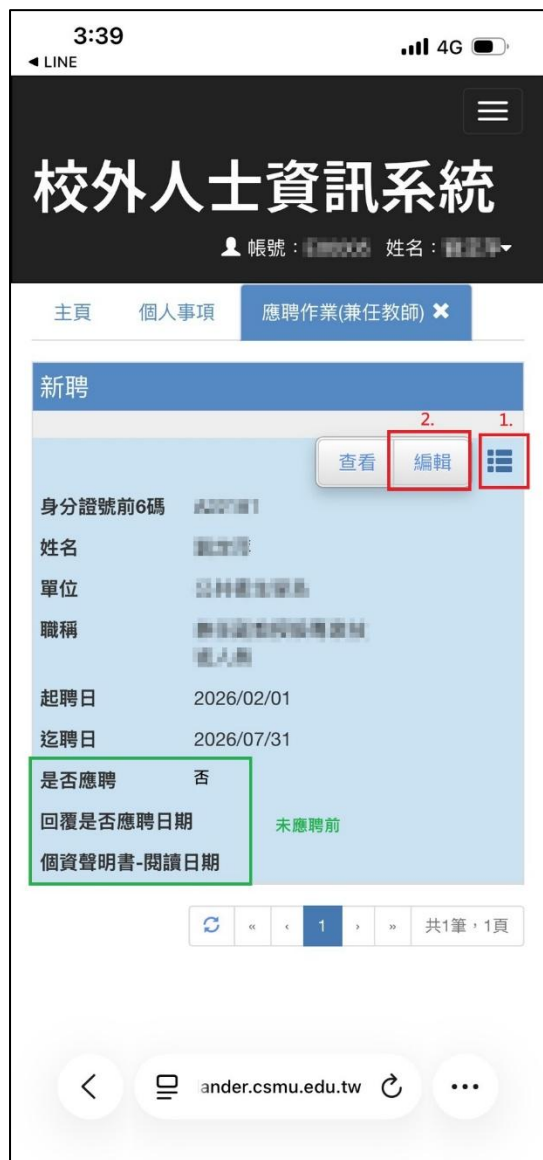 3:39
◀ LINE
4G
校外人士資訊系統
帳號： 姓名：
主頁 個人事項 應聘作業(兼任教師) ✖
新聘
2. 1.
查看 編輯
身分證號前6碼
姓名
單位
職稱
起聘日 2026/02/01
迄聘日 2026/07/31
是否應聘 否
回覆是否應聘日期
未應聘前
個資聲明書-閱讀日期
« ‹ 1 › » 共1筆，1頁
ander.csmu.edu.tw